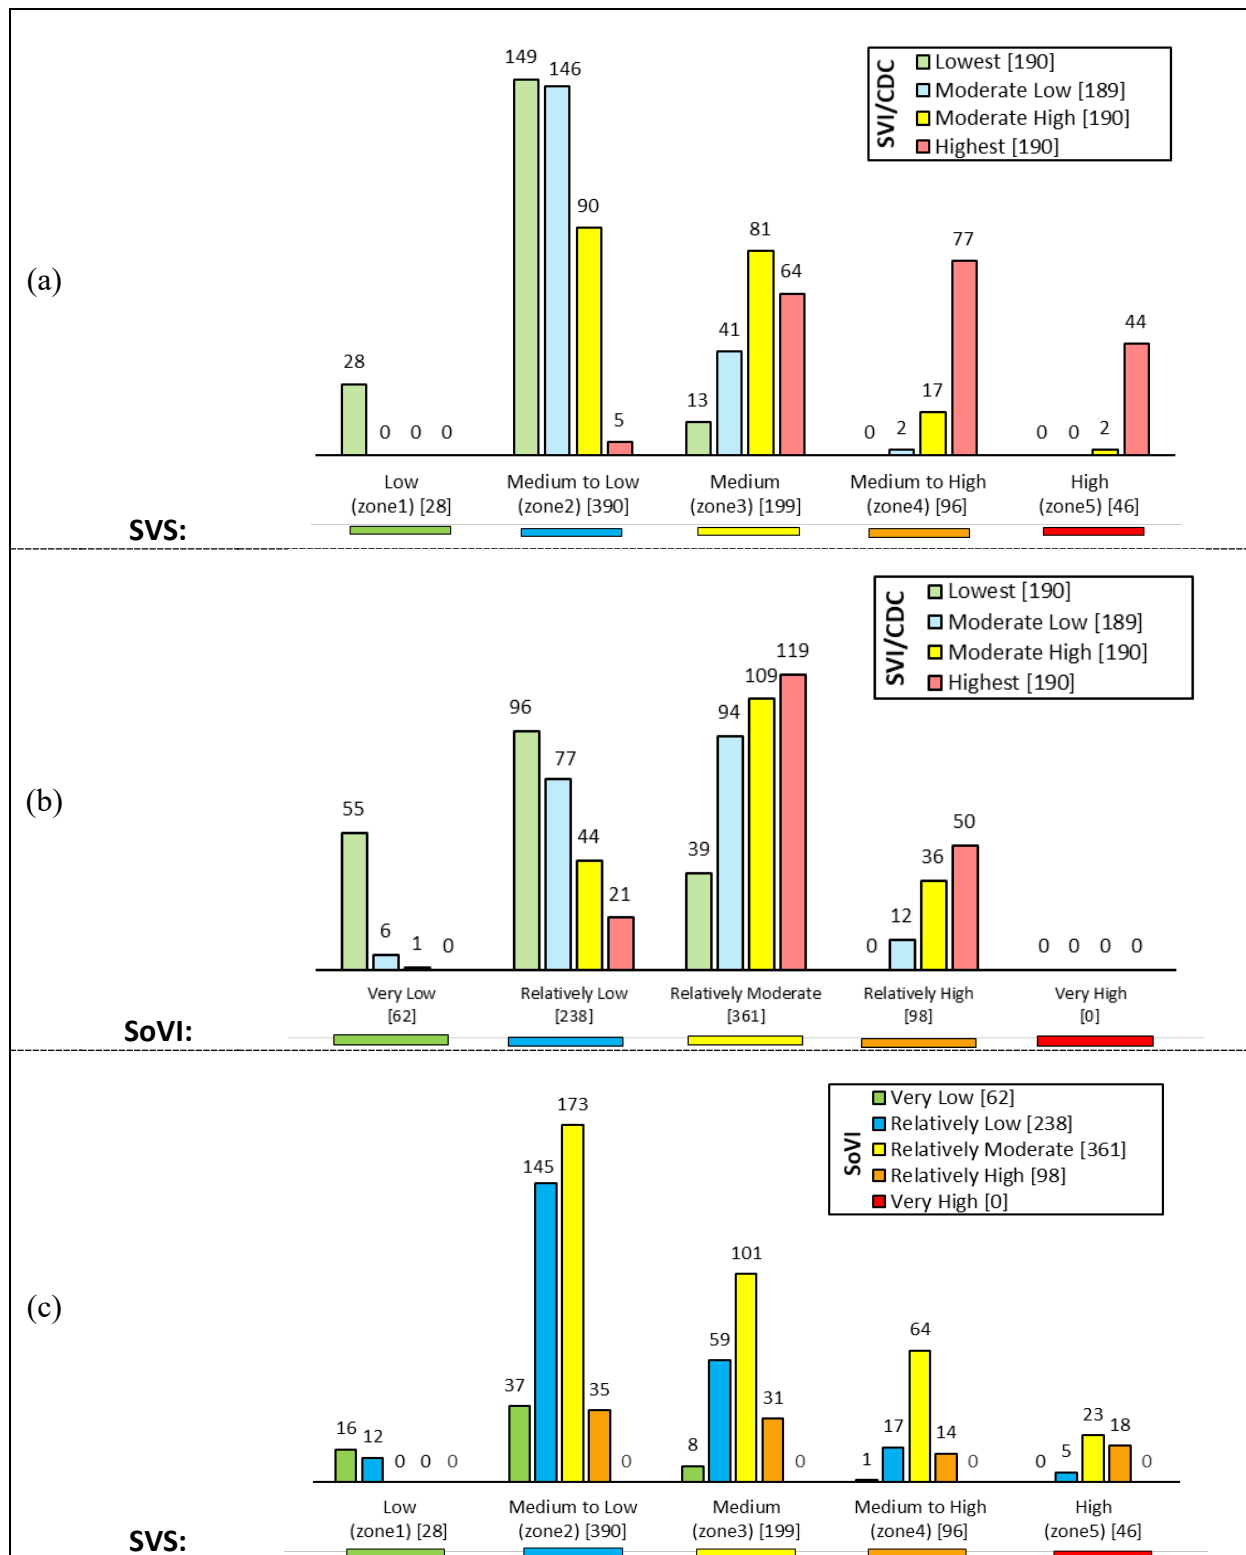 (a)
SVI/CDC
Lowest [190]
Moderate Low [189]
Moderate High [190]
Highest [190]
28 0 0 0
149 146 90 5
13 41 81 64
0 2 17 77
0 0 2 44
Low
(zone1) [28]
Medium to Low
(zone2) [390]
Medium
(zone3) [199]
Medium to High
(zone4) [96]
High
(zone5) [46]
SVS:
(b)
SVI/CDC
Lowest [190]
Moderate Low [189]
Moderate High [190]
Highest [190]
55 6 1 0
96 77 44 21
39 94 109 119
0 12 36 50
0 0 0 0
Very Low
[62]
Relatively Low
[238]
Relatively Moderate
[361]
Relatively High
[98]
Very High
[0]
SoVI:
(c)
SoVI
Very Low [62]
Relatively Low [238]
Relatively Moderate [361]
Relatively High [98]
Very High [0]
16 12 0 0 0
37 145 173 35 0
8 59 101 31 0
1 17 64 14 0
0 5 23 18 0
Low
(zone1) [28]
Medium to Low
(zone2) [390]
Medium
(zone3) [199]
Medium to High
(zone4) [96]
High
(zone5) [46]
SVS: